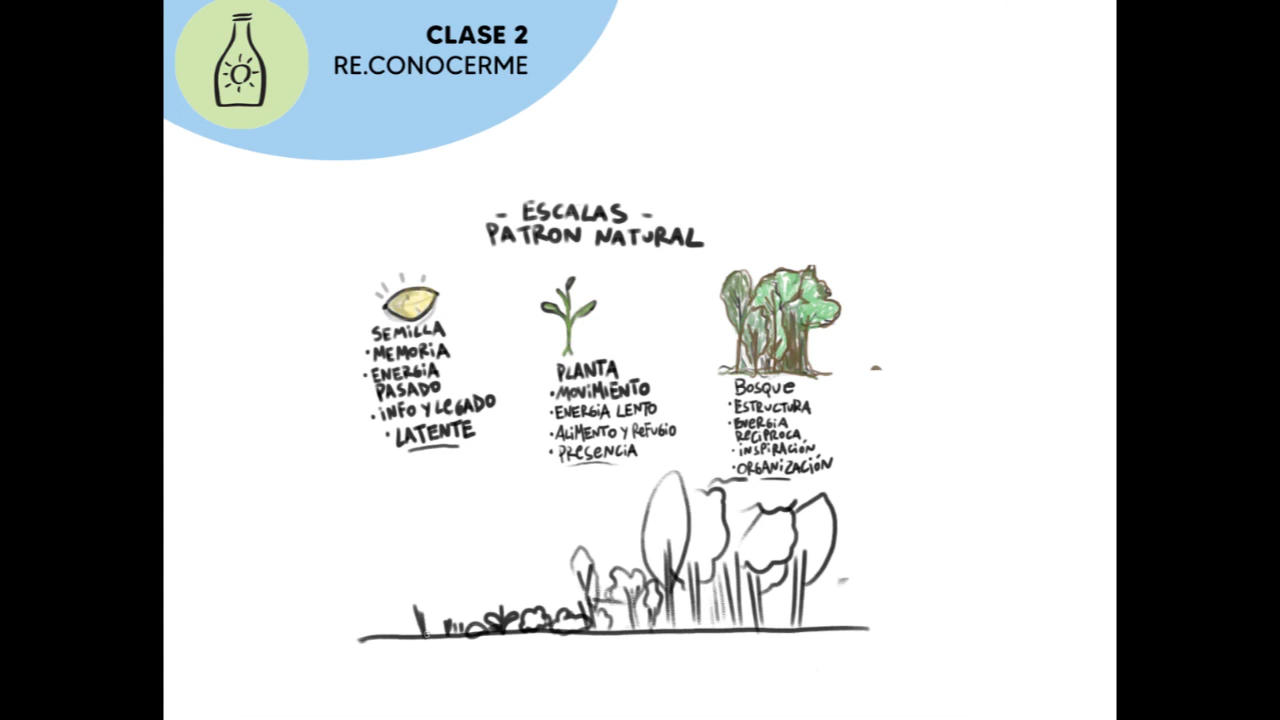 CLASE 2
RE.CONOCERME
- ESCALAS -
PATRON NATURAL
SEMILLA
• MEMORIA
• ENERGIA
PASADO
• INFO Y LEGADO
• LATENTE
PLANTA
• MOVIMIENTO
• ENERGIA LENTO
• ALIMENTO Y REFUGIO
• PRESENCIA
BOSQUE
• ESTRUCTURA
• ENERGIA
RECIPROCA
• INSPIRACIÓN
• ORGANIZACIÓN